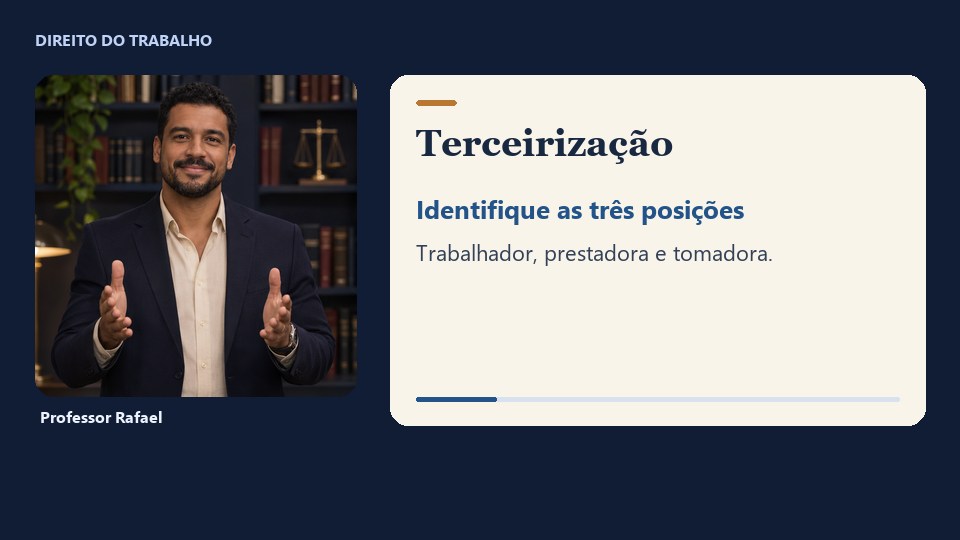 DIREITO DO TRABALHO
Terceirização
Identifique as três posições
Trabalhador, prestadora e tomadora.
Professor Rafael